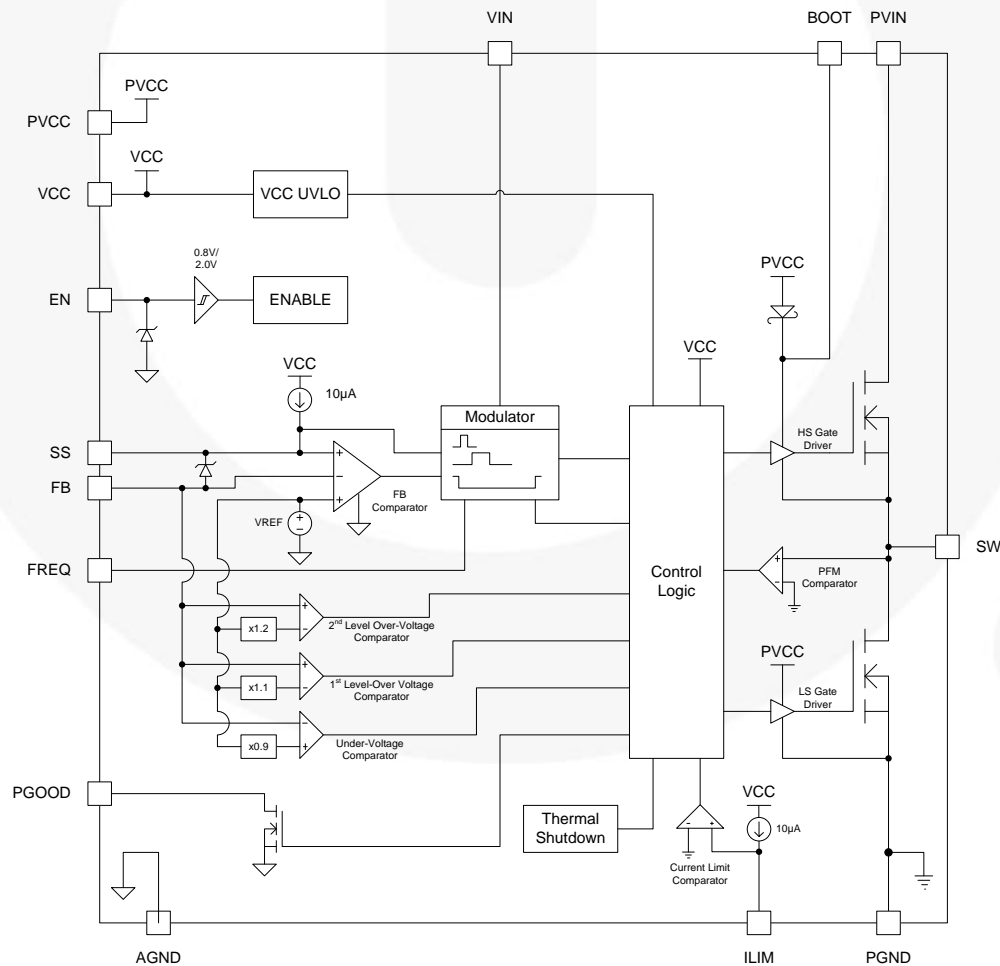 VIN
BOOT
PVIN
PVCC
PVCC
VCC
VCC
VCC UVLO
EN
0.8V/
2.0V
ENABLE
PVCC
VCC
VCC
10µA
Modulator
SS
FB
FB
Comparator
VREF
HS Gate
Driver
SW
FREQ
Control
Logic
PFM
Comparator
x1.2
2nd Level Over-Voltage
Comparator
x1.1
1st Level-Over Voltage
Comparator
PVCC
LS Gate
Driver
x0.9
Under-Voltage
Comparator
PGOOD
Thermal
Shutdown
VCC
10µA
Current Limit
Comparator
AGND
ILIM
PGND